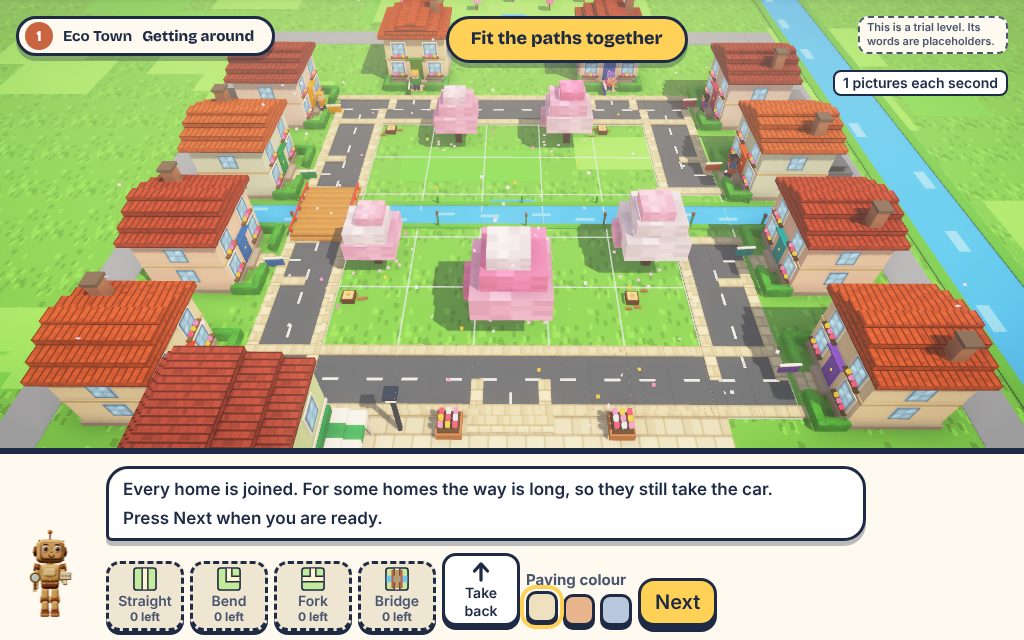 1 Eco Town Getting around
Fit the paths together
This is a trial level. Its
words are placeholders.
1 pictures each second
Every home is joined. For some homes the way is long, so they still take the car.
Press Next when you are ready.
Straight
0 left
Bend
0 left
Fork
0 left
Bridge
0 left
Take
back
Paving colour
Next